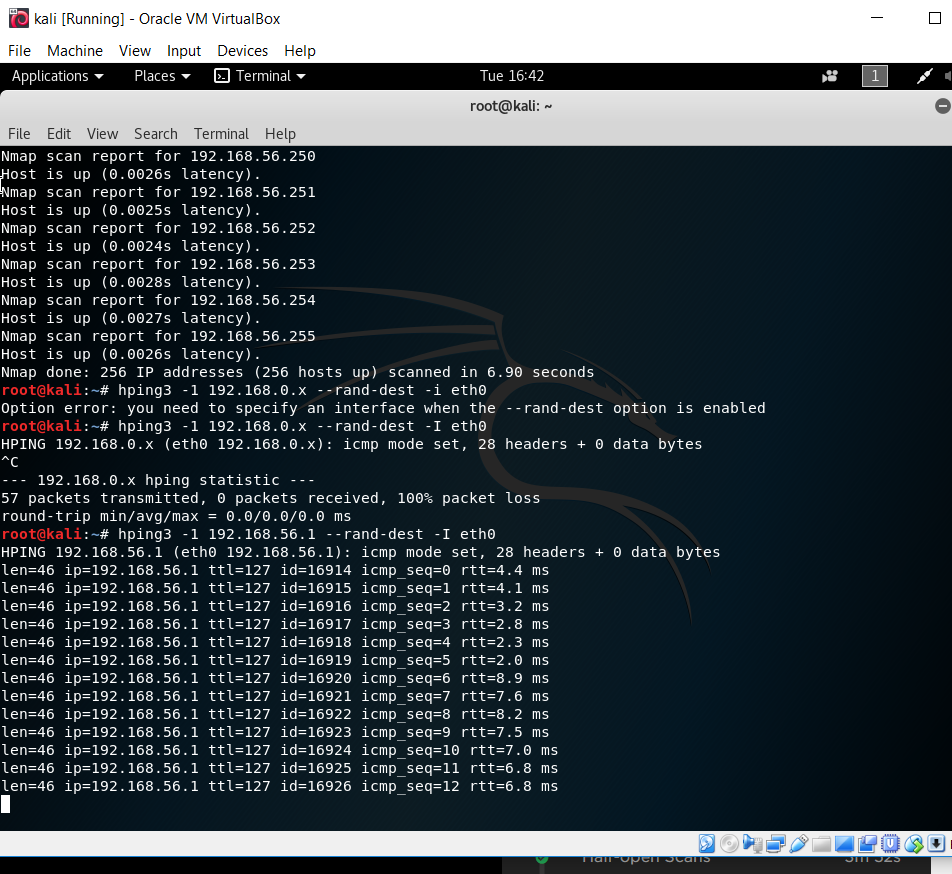 kali [Running] - Oracle VM VirtualBox
File Machine View Input Devices Help
Applications Places Terminal Tue 16:42 1
root@kali: ~
File Edit View Search Terminal Help
Nmap scan report for 192.168.56.250
Host is up (0.0026s latency).
Nmap scan report for 192.168.56.251
Host is up (0.0025s latency).
Nmap scan report for 192.168.56.252
Host is up (0.0024s latency).
Nmap scan report for 192.168.56.253
Host is up (0.0028s latency).
Nmap scan report for 192.168.56.254
Host is up (0.0027s latency).
Nmap scan report for 192.168.56.255
Host is up (0.0026s latency).
Nmap done: 256 IP addresses (256 hosts up) scanned in 6.90 seconds
root@kali:~# hping3 -1 192.168.0.x --rand-dest -i eth0
Option error: you need to specify an interface when the --rand-dest option is enabled
root@kali:~# hping3 -1 192.168.0.x --rand-dest -I eth0
HPING 192.168.0.x (eth0 192.168.0.x): icmp mode set, 28 headers + 0 data bytes
^C
--- 192.168.0.x hping statistic ---
57 packets transmitted, 0 packets received, 100% packet loss
round-trip min/avg/max = 0.0/0.0/0.0 ms
root@kali:~# hping3 -1 192.168.56.1 --rand-dest -I eth0
HPING 192.168.56.1 (eth0 192.168.56.1): icmp mode set, 28 headers + 0 data bytes
len=46 ip=192.168.56.1 ttl=127 id=16914 icmp_seq=0 rtt=4.4 ms
len=46 ip=192.168.56.1 ttl=127 id=16915 icmp_seq=1 rtt=4.1 ms
len=46 ip=192.168.56.1 ttl=127 id=16916 icmp_seq=2 rtt=3.2 ms
len=46 ip=192.168.56.1 ttl=127 id=16917 icmp_seq=3 rtt=2.8 ms
len=46 ip=192.168.56.1 ttl=127 id=16918 icmp_seq=4 rtt=2.3 ms
len=46 ip=192.168.56.1 ttl=127 id=16919 icmp_seq=5 rtt=2.0 ms
len=46 ip=192.168.56.1 ttl=127 id=16920 icmp_seq=6 rtt=8.9 ms
len=46 ip=192.168.56.1 ttl=127 id=16921 icmp_seq=7 rtt=7.6 ms
len=46 ip=192.168.56.1 ttl=127 id=16922 icmp_seq=8 rtt=8.2 ms
len=46 ip=192.168.56.1 ttl=127 id=16923 icmp_seq=9 rtt=7.5 ms
len=46 ip=192.168.56.1 ttl=127 id=16924 icmp_seq=10 rtt=7.0 ms
len=46 ip=192.168.56.1 ttl=127 id=16925 icmp_seq=11 rtt=6.8 ms
len=46 ip=192.168.56.1 ttl=127 id=16926 icmp_seq=12 rtt=6.8 ms
Half-open Scans